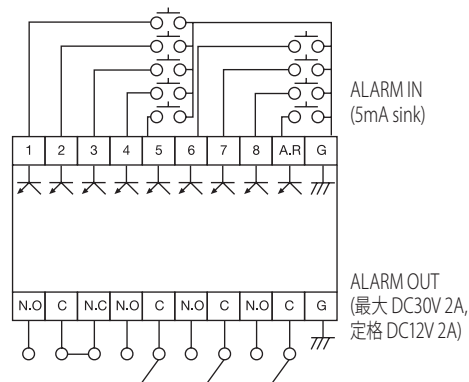 ALARM IN
(5mA sink)
1 2 3 4 5 6 7 8 A.R G
ALARM OUT
(最大 DC30V 2A,
定格 DC12V 2A)
N.O C N.C N.O C N.O C N.O C G